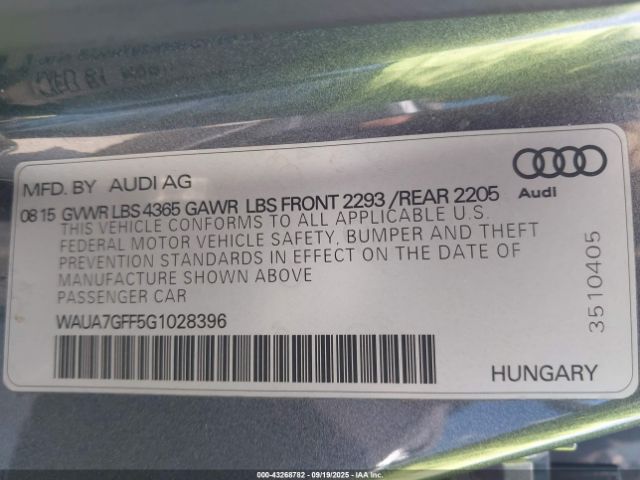 MFD. BY AUDI AG
Audi
08 15 GVWR LBS 4365 GAWR LBS FRONT 2293 /REAR 2205
THIS VEHICLE CONFORMS TO ALL APPLICABLE U.S.
FEDERAL MOTOR VEHICLE SAFETY, BUMPER AND THEFT
PREVENTION STANDARDS IN EFFECT ON THE DATE OF
MANUFACTURE SHOWN ABOVE
PASSENGER CAR
WAUA7GFF5G1028396
3510405
HUNGARY
000-43268782 - 09/19/2025 - IAA Inc.